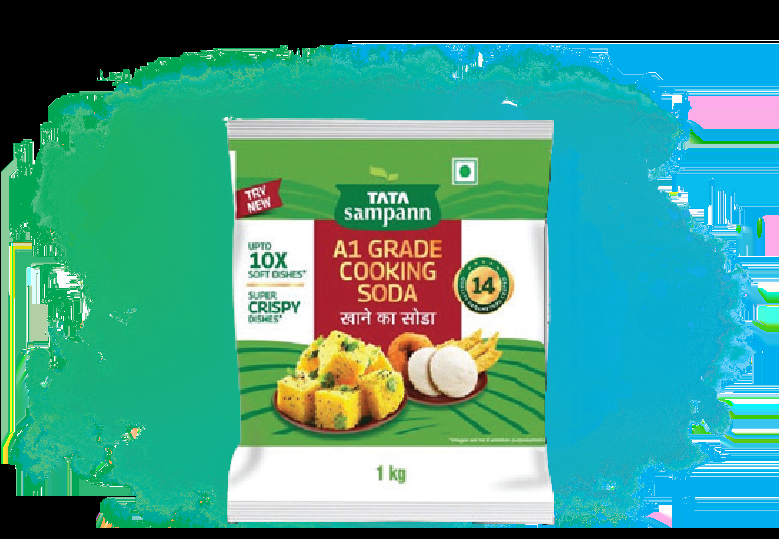 TRY
NEW
TATA
sampann
UPTO
10X
SOFT DISHES*
SUPER
CRISPY
DISHES*
A1 GRADE
COOKING
SODA
खाने का सोडा
14
1 kg